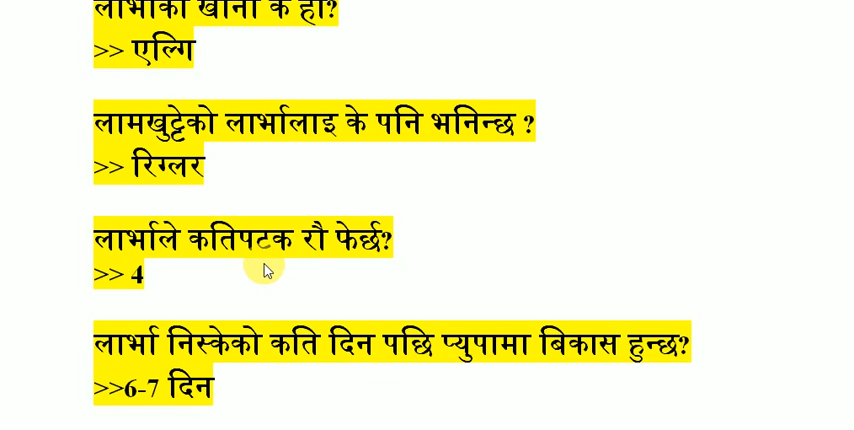 लार्भाको खाना के हो?
>> एल्गि
लामखुट्टेको लार्भालाइ के पनि भनिन्छ ?
>> रिग्लर
लार्भाले कतिपटक रौ फेर्छ?
>> 4
लार्भा निस्केको कति दिन पछि प्युपामा बिकास हुन्छ?
>>6-7 दिन